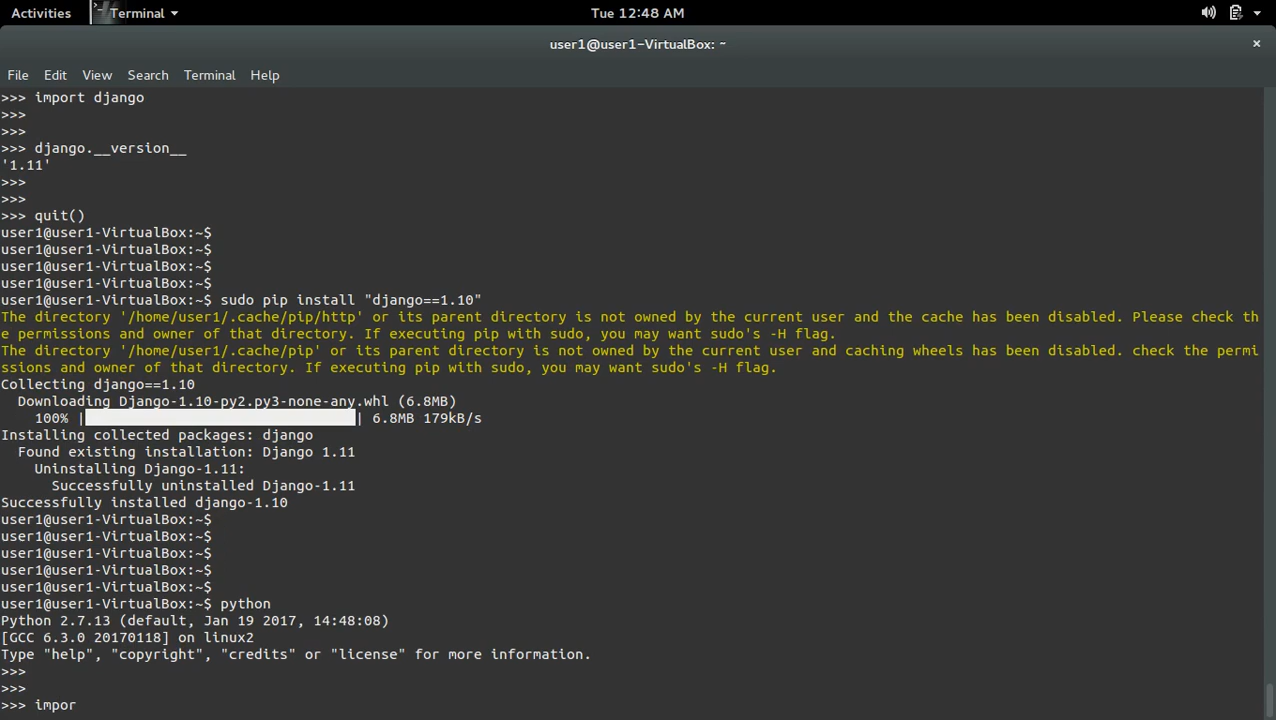 Activities Terminal Tue 12:48 AM
user1@user1-VirtualBox: ~ ×
File Edit View Search Terminal Help
>>> import django
>>>
>>>
>>> django.__version__
'1.11'
>>>
>>>
>>> quit()
user1@user1-VirtualBox:~$
user1@user1-VirtualBox:~$
user1@user1-VirtualBox:~$
user1@user1-VirtualBox:~$
user1@user1-VirtualBox:~$ sudo pip install "django==1.10"
The directory '/home/user1/.cache/pip/http' or its parent directory is not owned by the current user and the cache has been disabled. Please check th
e permissions and owner of that directory. If executing pip with sudo, you may want sudo's -H flag.
The directory '/home/user1/.cache/pip' or its parent directory is not owned by the current user and caching wheels has been disabled. check the permi
ssions and owner of that directory. If executing pip with sudo, you may want sudo's -H flag.
Collecting django==1.10
  Downloading Django-1.10-py2.py3-none-any.whl (6.8MB)
    100% | | 6.8MB 179kB/s
Installing collected packages: django
  Found existing installation: Django 1.11
    Uninstalling Django-1.11:
      Successfully uninstalled Django-1.11
Successfully installed django-1.10
user1@user1-VirtualBox:~$
user1@user1-VirtualBox:~$
user1@user1-VirtualBox:~$
user1@user1-VirtualBox:~$
user1@user1-VirtualBox:~$
user1@user1-VirtualBox:~$ python
Python 2.7.13 (default, Jan 19 2017, 14:48:08)
[GCC 6.3.0 20170118] on linux2
Type "help", "copyright", "credits" or "license" for more information.
>>>
>>>
>>> impor